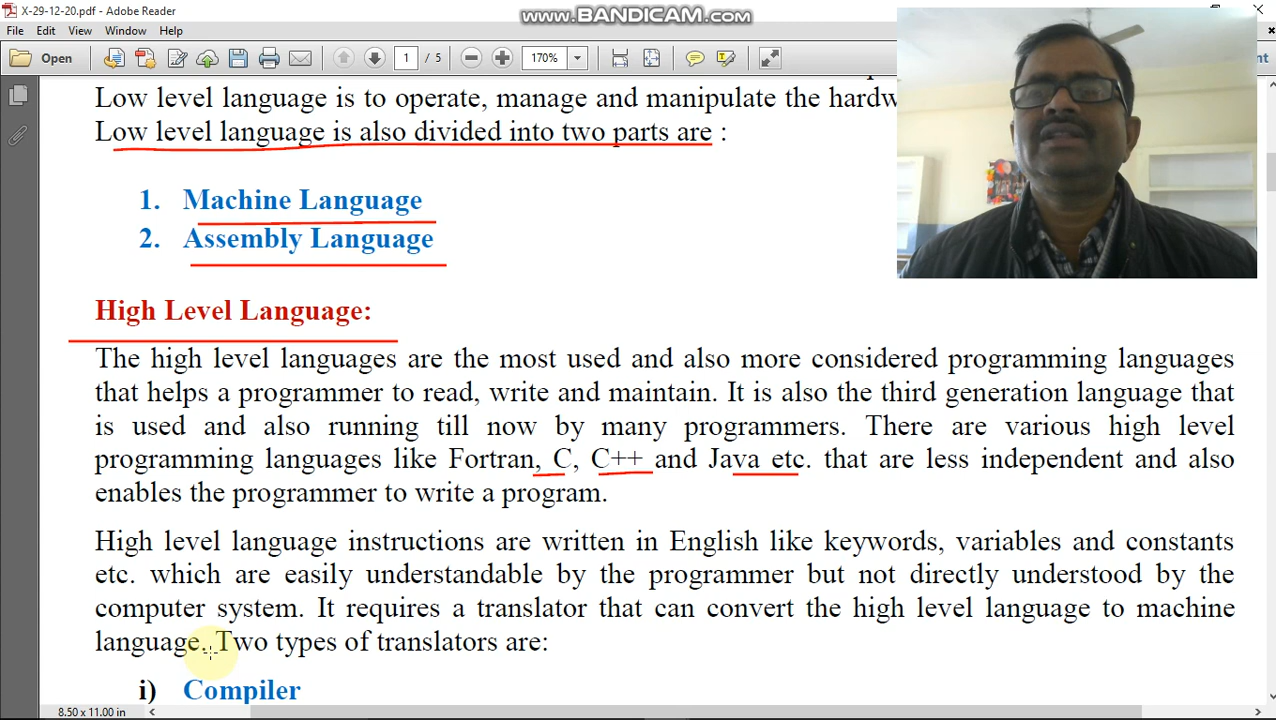 X-29-12-20.pdf - Adobe Reader
www.BANDICAM.com
File Edit View Window Help
Open 1 / 5 170%
Low level language is to operate, manage and manipulate the
Low level language is also divided into two parts are :
1. Machine Language
2. Assembly Language
High Level Language:
The high level languages are the most used and also more considered programming languages
that helps a programmer to read, write and maintain. It is also the third generation language that
is used and also running till now by many programmers. There are various high level
programming languages like Fortran, C, C++ and Java etc. that are less independent and also
enables the programmer to write a program.
High level language instructions are written in English like keywords, variables and constants
etc. which are easily understandable by the programmer but not directly understood by the
computer system. It requires a translator that can convert the high level language to machine
language. Two types of translators are:
i) Compiler
8.50 x 11.00 in